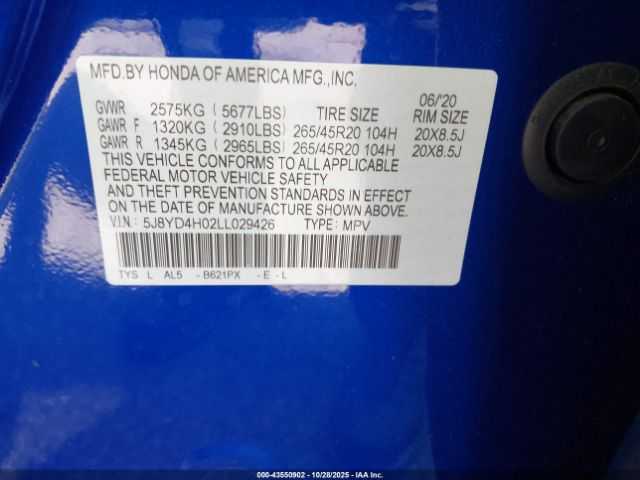 MFD.BY HONDA OF AMERICA MFG.,INC.
06/'20
GVWR 2575KG ( 5677LBS) TIRE SIZE RIM SIZE
GAWR F 1320KG ( 2910LBS) 265/45R20 104H 20X8.5J
GAWR R 1345KG ( 2965LBS) 265/45R20 104H 20X8.5J
THIS VEHICLE CONFORMS TO ALL APPLICABLE
FEDERAL MOTOR VEHICLE SAFETY
AND THEFT PREVENTION STANDARDS IN EFFECT
ON THE DATE OF MANUFACTURE SHOWN ABOVE.
V.I.N.: 5J8YD4H02LL029426 TYPE: MPV
TYS L AL5 - B621PX - E - L
000-43550902 | 10/28/2025 | IAA Inc.